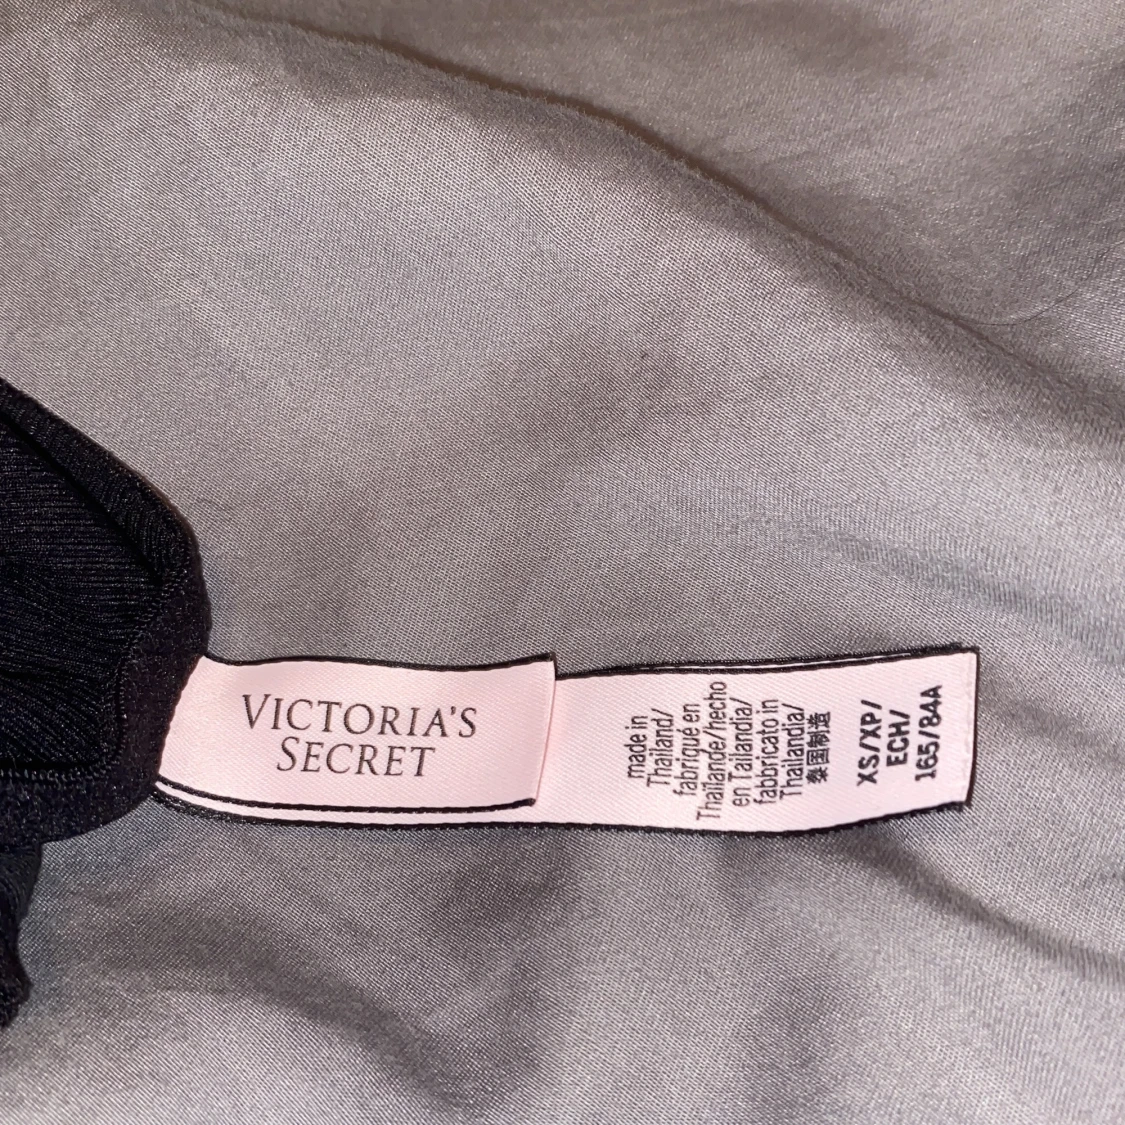 VICTORIA'S
SECRET
made in
Thailand/
fabriqué en
Thaïlande/hecho
en Tailandia/
fabbricato in
Thailandia/
泰国制造
XS/XP/
ECH/
165/84A